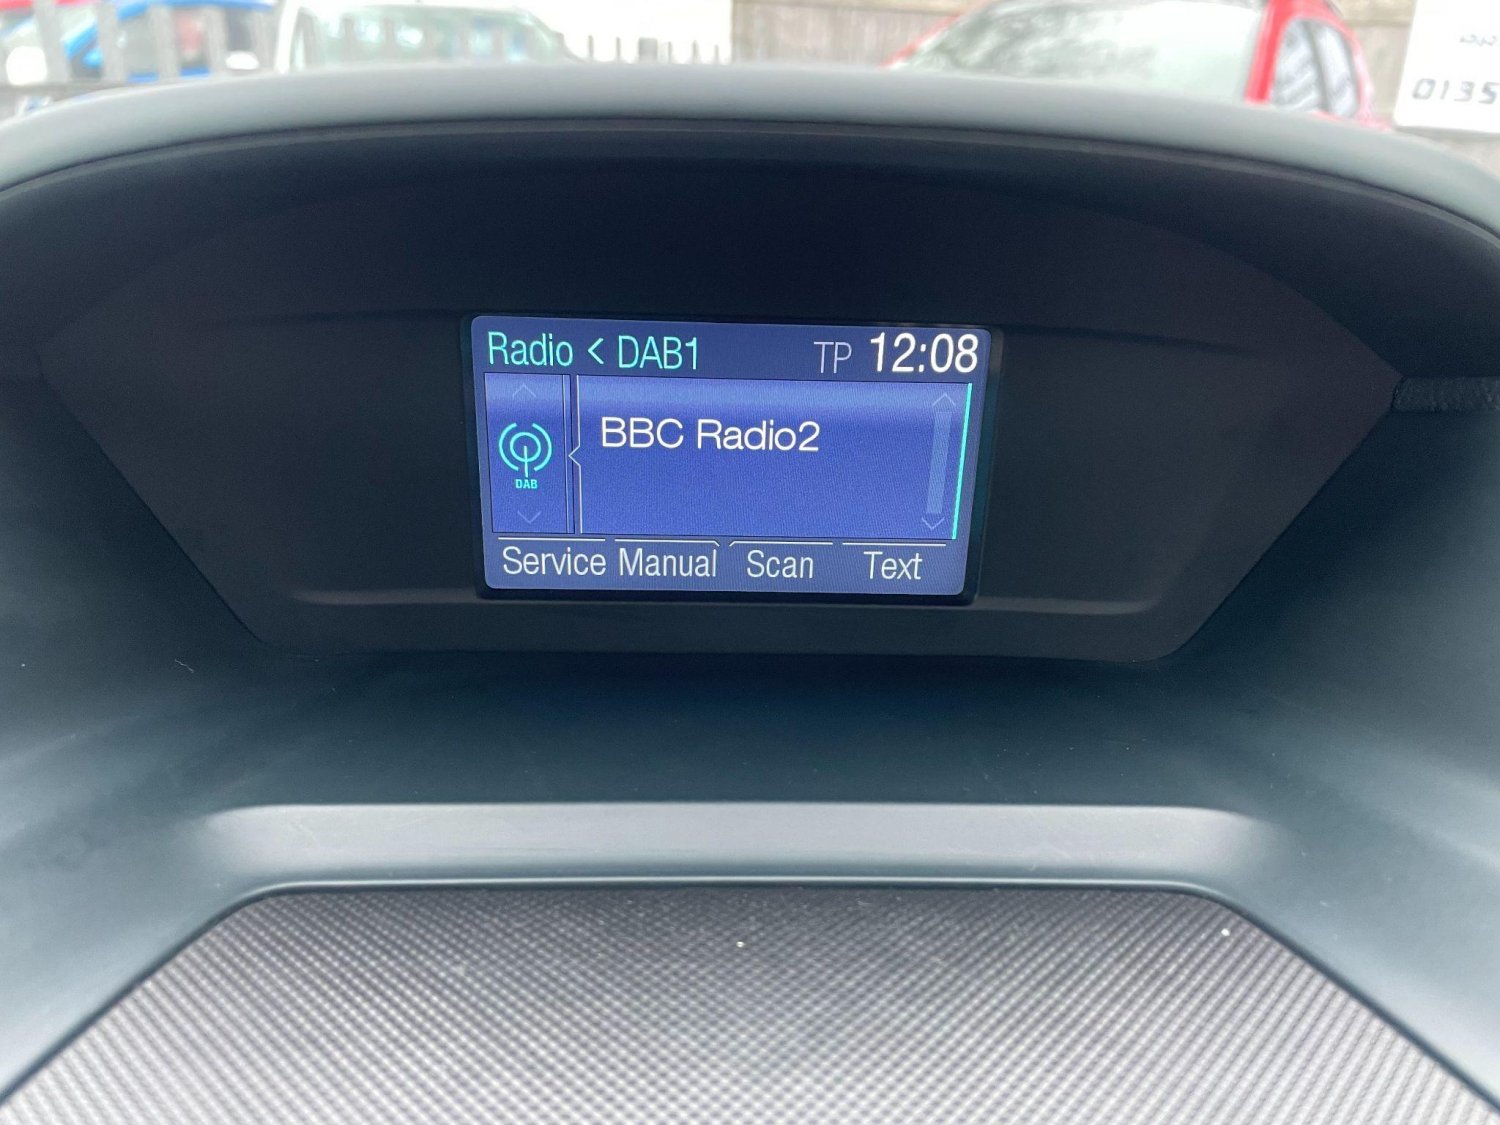 0135
Radio < DAB1 TP 12:08
BBC Radio2
DAB
Service Manual Scan Text